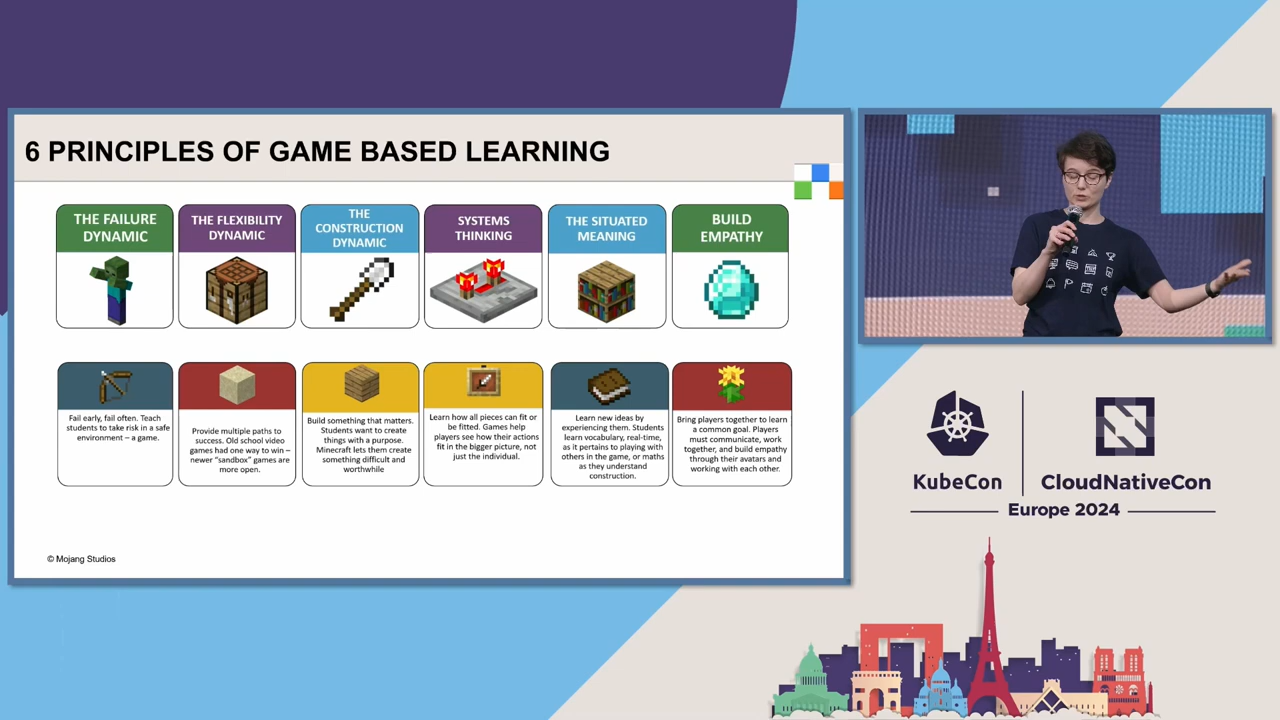 6 PRINCIPLES OF GAME BASED LEARNING
THE FAILURE
DYNAMIC
THE FLEXIBILITY
DYNAMIC
THE
CONSTRUCTION
DYNAMIC
SYSTEMS
THINKING
THE SITUATED
MEANING
BUILD
EMPATHY
Fail early, fail often. Teach
students to take risk in a safe
environment – a game.
Provide multiple paths to
success. Old school video
games had one way to win –
newer “sandbox” games are
more open.
Build something that matters.
Students want to create
things with a purpose.
Minecraft lets them create
something difficult and
worthwhile
Learn how all pieces can fit or
be fitted. Games help
players see how their actions
fit in the bigger picture, not
just the individual.
Learn new ideas by
experiencing them. Students
learn vocabulary, real-time,
as it pertains to playing with
others in the game, or maths
as they understand
construction.
Bring players together to learn
a common goal. Players
must communicate, work
together, and build empathy
through their avatars and
working with each other.
© Mojang Studios
KubeCon
CloudNativeCon
Europe 2024